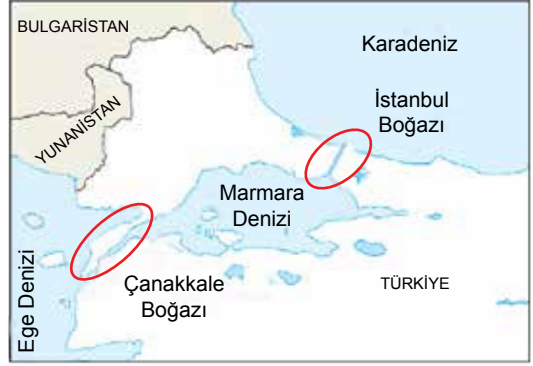 BULGARİSTAN
Karadeniz
İstanbul
Boğazı
YUNANİSTAN
Marmara
Denizi
Ege Denizi
Çanakkale
Boğazı
TÜRKİYE